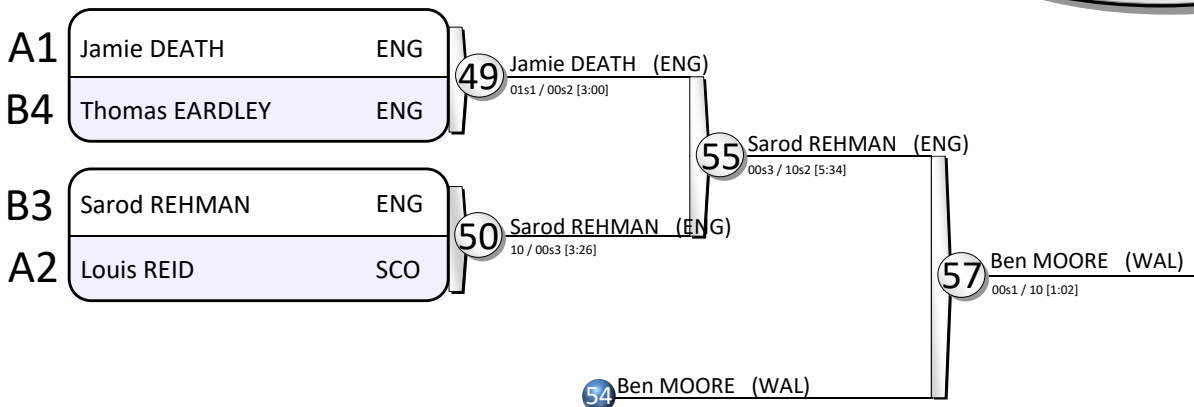 A1 Jamie DEATH ENG
B4 Thomas EARDLEY ENG
49 Jamie DEATH (ENG)
01s1 / 00s2 [3:00]
B3 Sarod REHMAN ENG
A2 Louis REID SCO
50 Sarod REHMAN (ENG)
10 / 00s3 [3:26]
55 Sarod REHMAN (ENG)
00s3 / 10s2 [5:34]
54 Ben MOORE (WAL)
57 Ben MOORE (WAL)
00s1 / 10 [1:02]